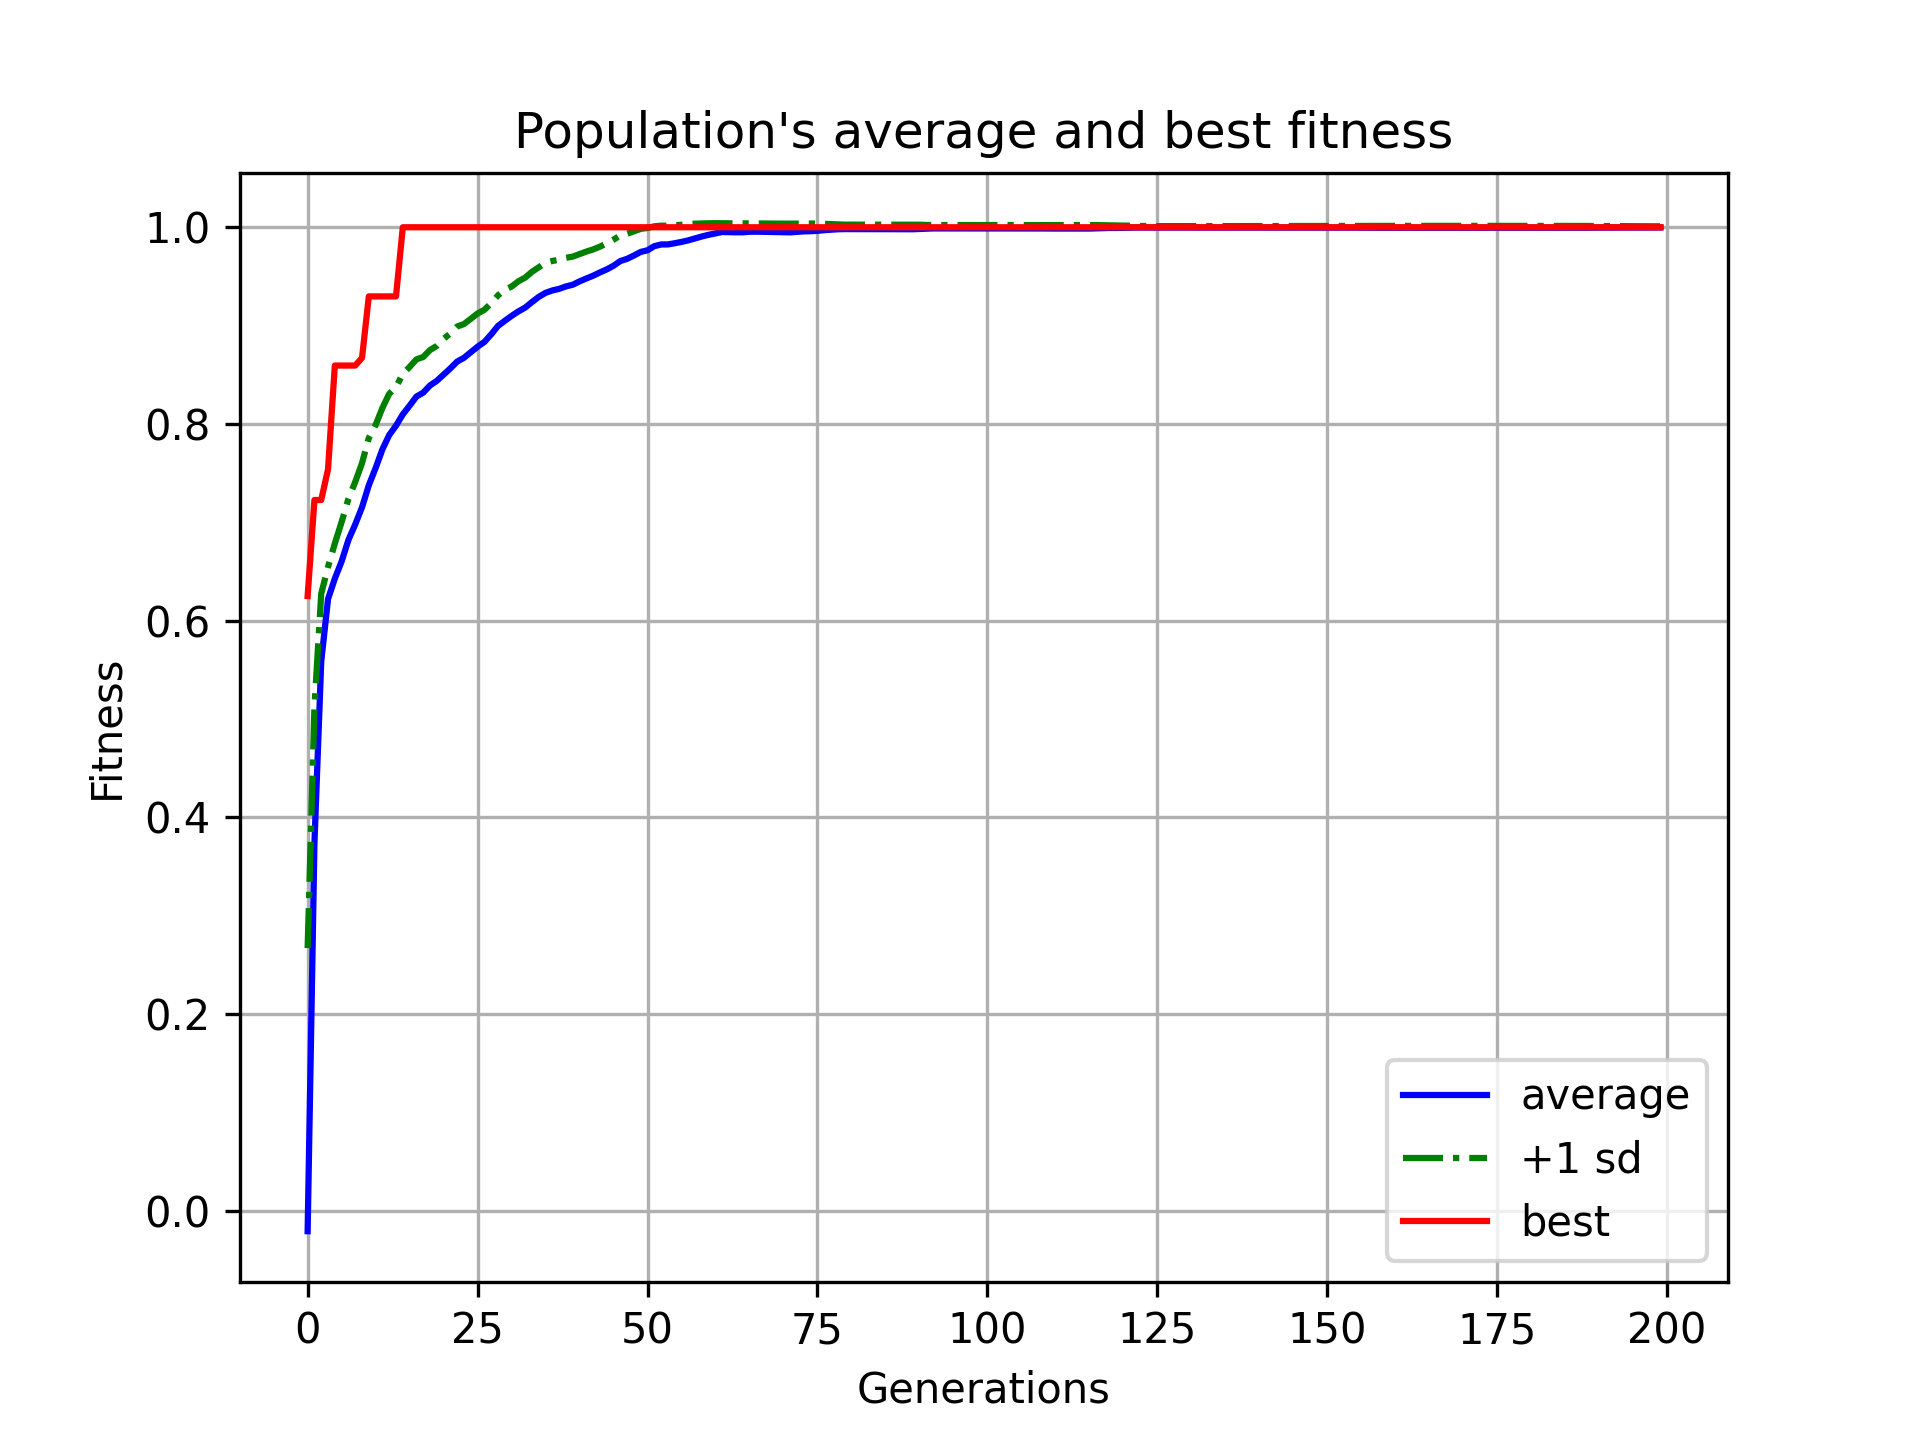 Population's average and best fitness
1.0
0.8
0.6
0.4
0.2
0.0
Fitness
average
+1 sd
best
0 25 50 75 100 125 150 175 200
Generations